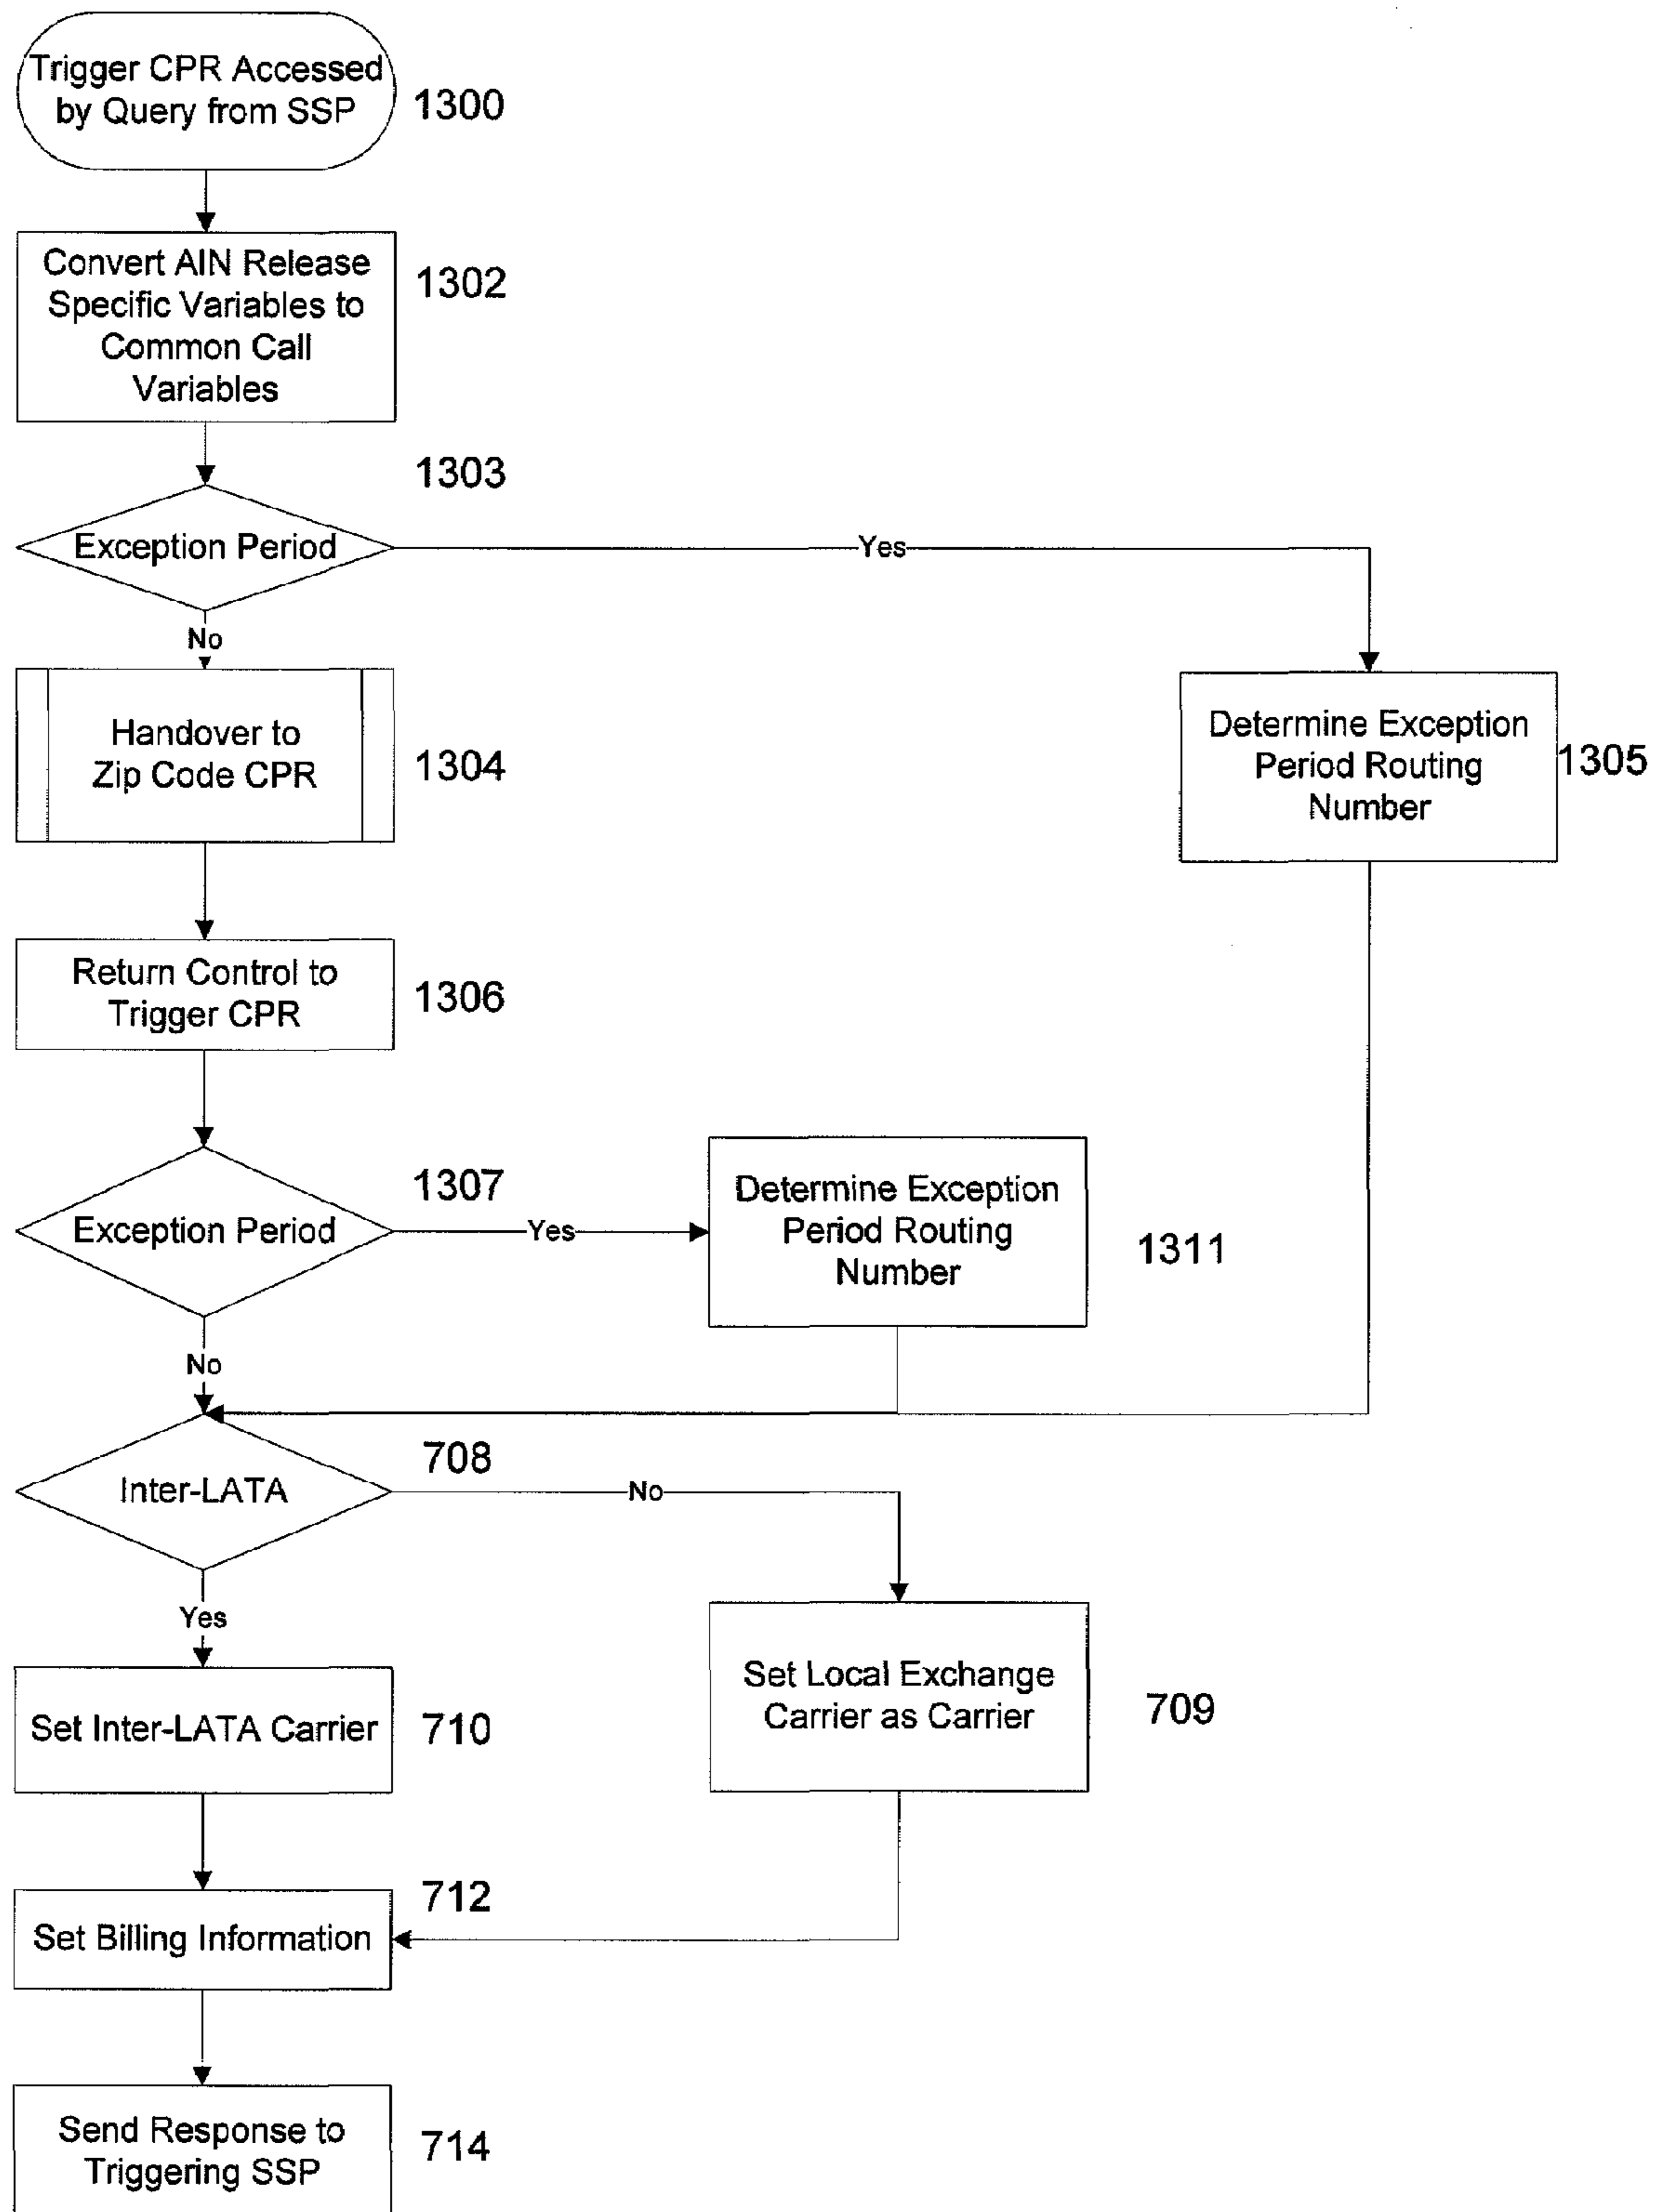 Trigger CPR Accessed
by Query from SSP
1300
Convert AIN Release
Specific Variables to
Common Call
Variables
1302
1303
Exception Period
Yes
No
Handover to
Zip Code CPR
1304
Determine Exception
Period Routing
Number
1305
Return Control to
Trigger CPR
1306
1307
Exception Period
Yes
Determine Exception
Period Routing
Number
1311
No
708
Inter-LATA
No
Yes
Set Inter-LATA Carrier
710
Set Local Exchange
Carrier as Carrier
709
712
Set Billing Information
Send Response to
Triggering SSP
714